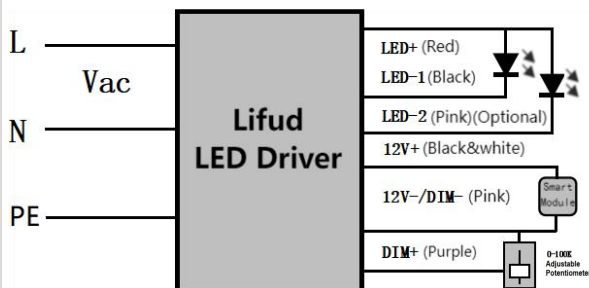 L
Vac
N
PE
Lifud
LED Driver
LED+ (Red)
LED-1 (Black)
LED-2 (Pink)(Optional)
12V+ (Black&white)
12V-/DIM- (Pink)
DIM+ (Purple)
Smart
Module
0-100K
Adjustable
Potentiomete